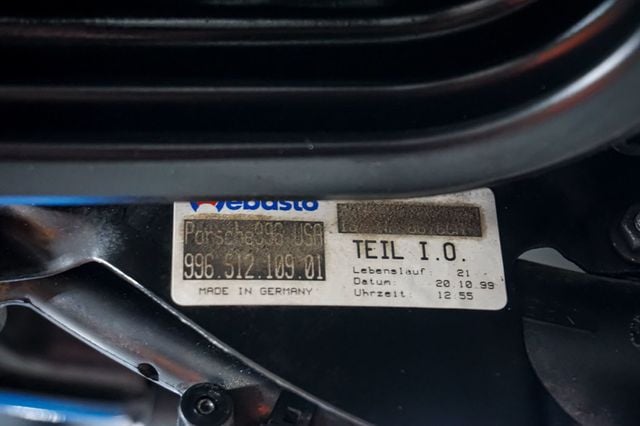 Webasto
Porsche996 USA
996.512.109.01
MADE IN GERMANY
TEIL I.O.
Lebenslauf: 21
Datum: 20.10.99
Uhrzeit: 12:55